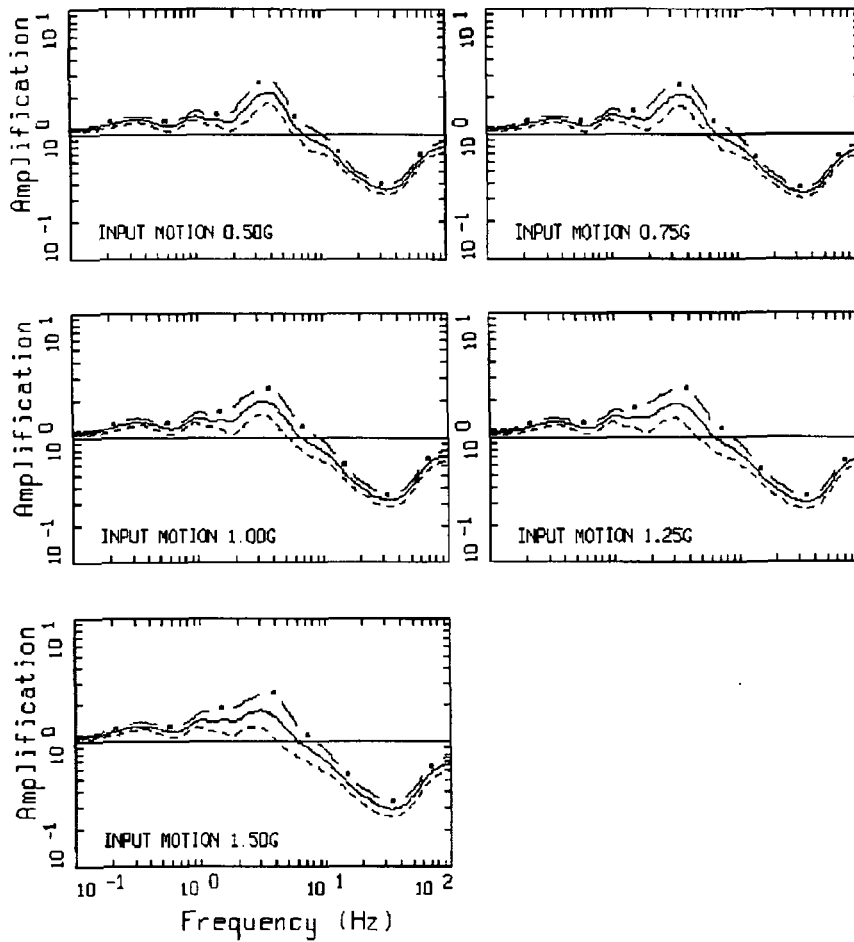 Amplification
10 1
10 0
10 -1
INPUT MOTION 0.50G
10 1
10 0
10 -1
INPUT MOTION 0.75G
Amplification
10 1
10 0
10 -1
INPUT MOTION 1.00G
10 1
10 0
10 -1
INPUT MOTION 1.25G
Amplification
10 1
10 0
10 -1
INPUT MOTION 1.50G
10 -1 10 0 10 1 10 2
Frequency (Hz)